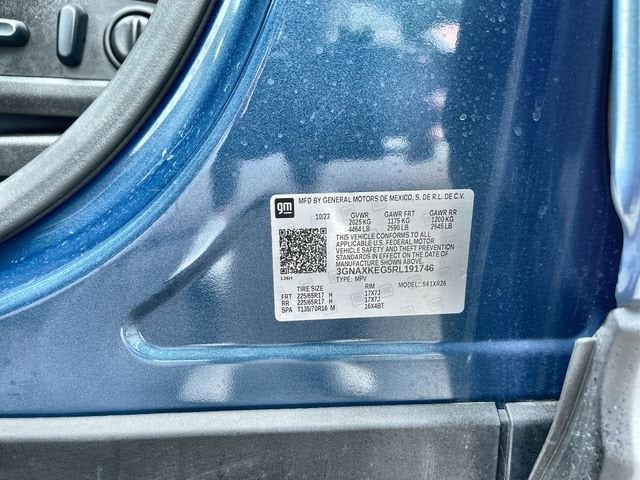 gm MFD BY GENERAL MOTORS DE MEXICO, S. DE R.L. DE C.V.
10/23 GVWR GAWR FRT GAWR RR
2025 KG 1175 KG 1200 KG
4464 LB 2590 LB 2645 LB
THIS VEHICLE CONFORMS TO ALL
APPLICABLE U.S. FEDERAL MOTOR
VEHICLE SAFETY AND THEFT PREVENTION
STANDARDS IN EFFECT ON THE DATE
OF MANUFACTURE SHOWN ABOVE.
3GNAXKEG5RL191746
TYPE: MPV MODEL: 561XR26
TIRE SIZE RIM
FRT 225/65R17 H 17X7J
RR 225/65R17 H 17X7J
SPA T135/70R16 M 16X4BT